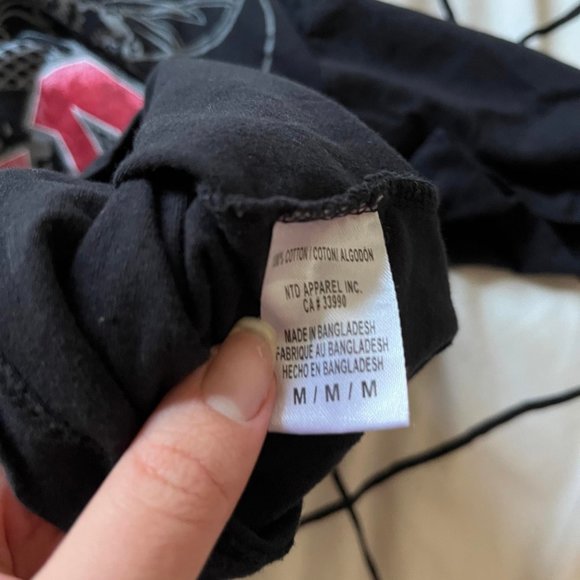 100% COTTON / COTON / ALGODÓN
NTD APPAREL INC.
CA # 33990
MADE IN BANGLADESH
FABRIQUÉ AU BANGLADESH
HECHO EN BANGLADESH
M / M / M